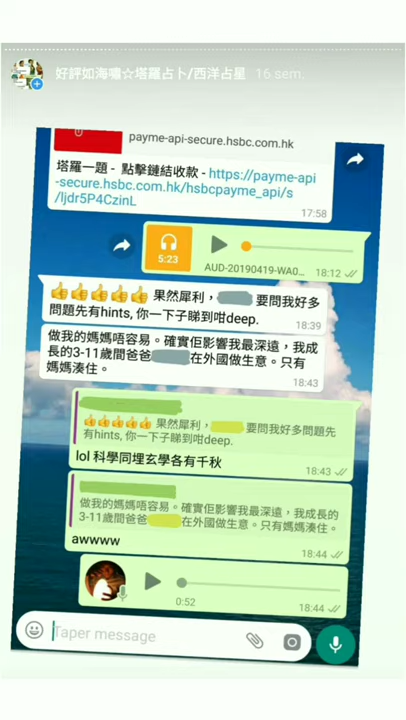 好評如海嘯☆塔羅占卜/西洋占星 16 sem.
payme-api-secure.hsbc.com.hk
塔羅一題 - 點擊鏈結收款 - https://payme-api
-secure.hsbc.com.hk/hsbcpayme_api/s
/ljdr5P4CzinL
17:58
5:23
AUD-20190419-WA0... 18:12
👍👍👍👍👍 果然犀利, 要問我好多
問題先有hints, 你一下子睇到咁deep.
18:39
做我的媽媽唔容易。確實佢影響我最深遠,我成
長的3-11歲間爸爸 在外國做生意。只有
媽媽湊住。
18:43
👍👍👍👍👍 果然犀利, 要問我好多問題先
有hints, 你一下子睇到咁deep.
lol 科學同埋玄學各有千秋
18:43
做我的媽媽唔容易。確實佢影響我最深遠,我成長的
3-11歲間爸爸 在外國做生意。只有媽媽湊住。
awwww
18:44
0:52
18:44
Taper message